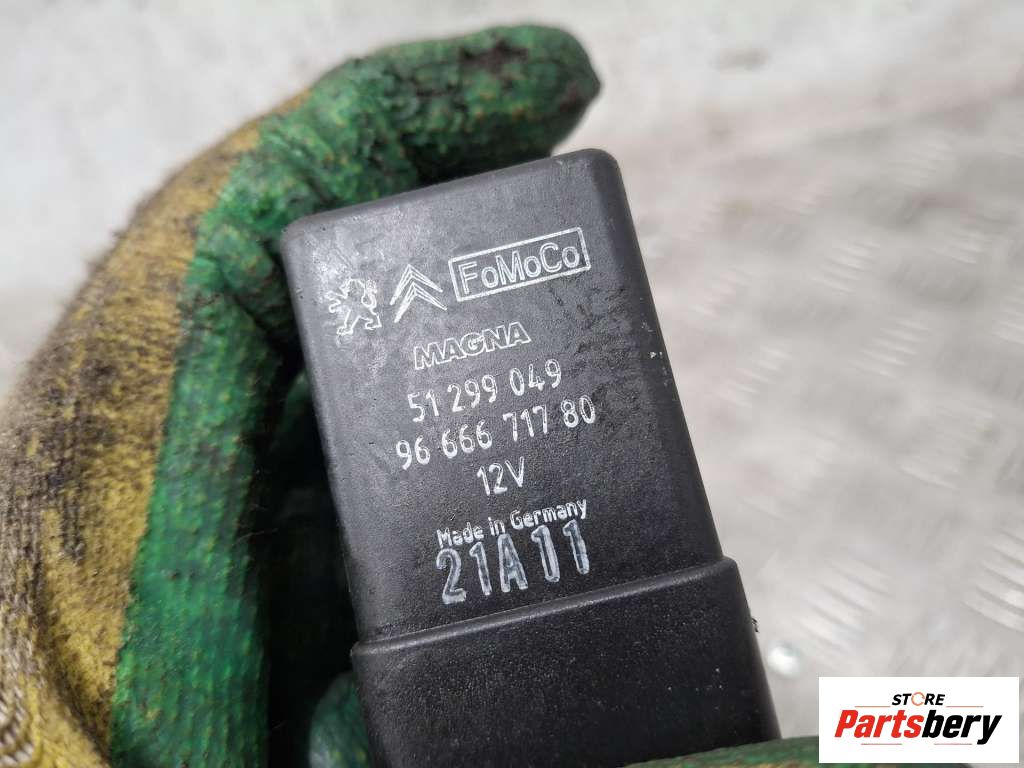 FoMoCo
MAGNA
51 299 049
96 666 717 80
12V
Made in Germany
21A11
STORE
Partsbery